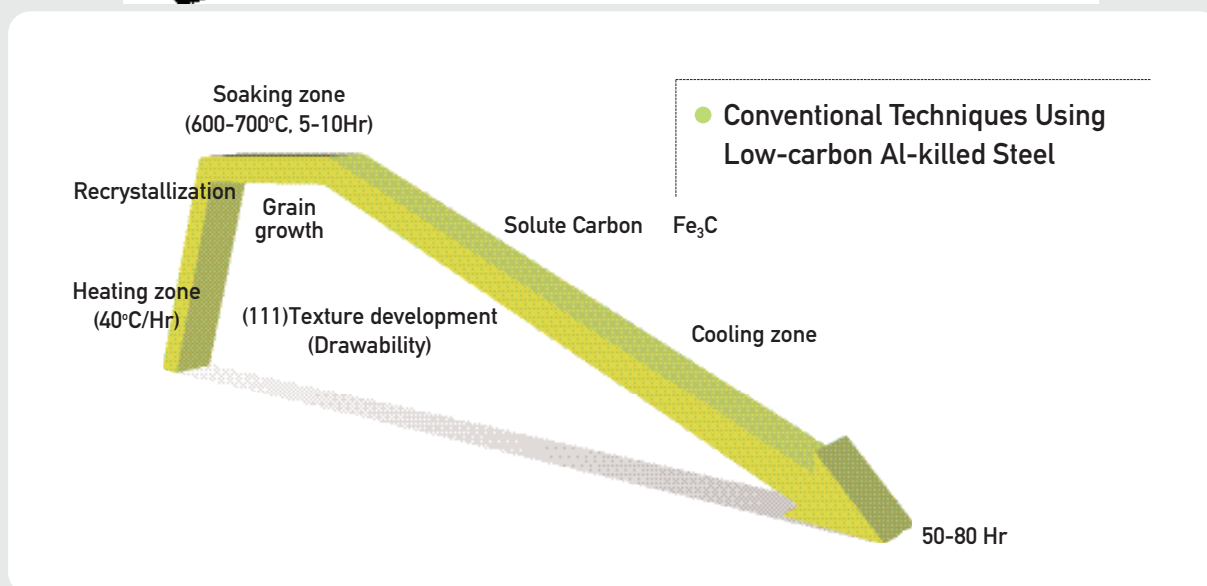 Soaking zone
(600-700°C, 5-10Hr)
● Conventional Techniques Using
Low-carbon Al-killed Steel
Recrystallization
Grain
growth
Solute Carbon Fe₃C
Heating zone
(40°C/Hr)
(111)Texture development
(Drawability)
Cooling zone
50-80 Hr